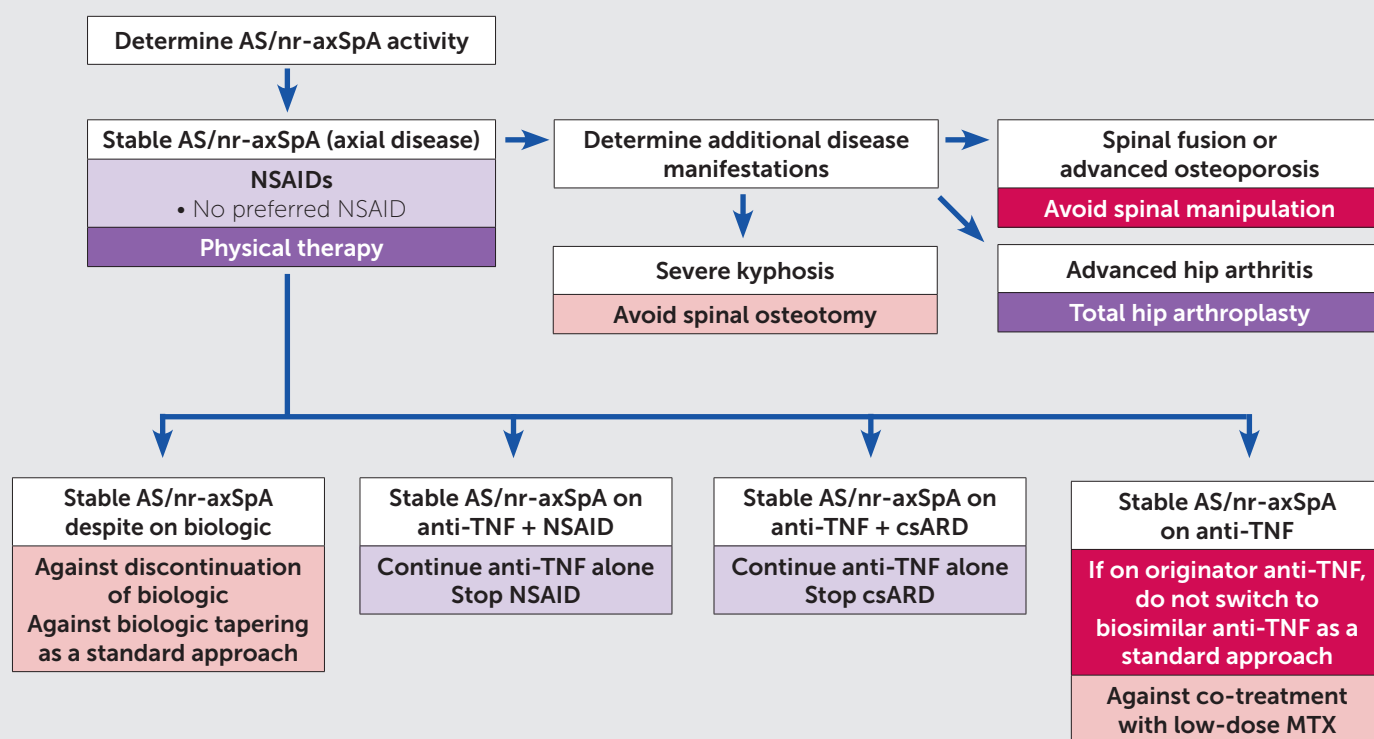 Determine AS/nr-axSpA activity
Stable AS/nr-axSpA (axial disease)
NSAIDs
• No preferred NSAID
Physical therapy
Determine additional disease
manifestations
Spinal fusion or
advanced osteoporosis
Avoid spinal manipulation
Severe kyphosis
Avoid spinal osteotomy
Advanced hip arthritis
Total hip arthroplasty
Stable AS/nr-axSpA
despite on biologic
Against discontinuation
of biologic
Against biologic tapering
as a standard approach
Stable AS/nr-axSpA on
anti-TNF + NSAID
Continue anti-TNF alone
Stop NSAID
Stable AS/nr-axSpA on
anti-TNF + csARD
Continue anti-TNF alone
Stop csARD
Stable AS/nr-axSpA
on anti-TNF
If on originator anti-TNF,
do not switch to
biosimilar anti-TNF as a
standard approach
Against co-treatment
with low-dose MTX